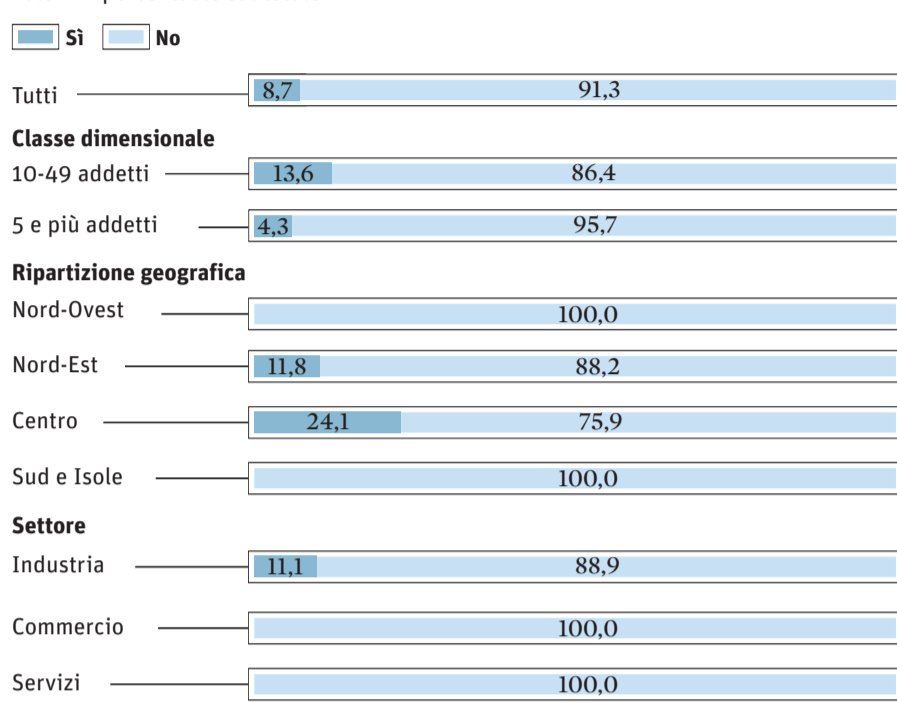 Sì No
Tutti 8,7 91,3
Classe dimensionale
10-49 addetti 13,6 86,4
5 e più addetti 4,3 95,7
Ripartizione geografica
Nord-Ovest 100,0
Nord-Est 11,8 88,2
Centro 24,1 75,9
Sud e Isole 100,0
Settore
Industria 11,1 88,9
Commercio 100,0
Servizi 100,0